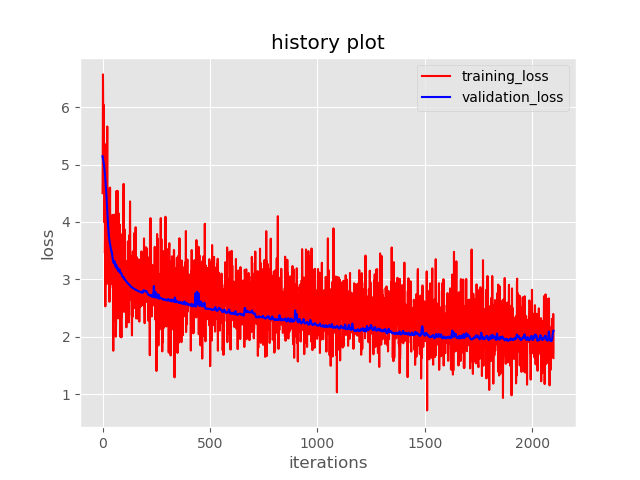 history plot
training_loss
validation_loss
6
5
4
3
2
1
loss
0
500
1000
1500
2000
iterations